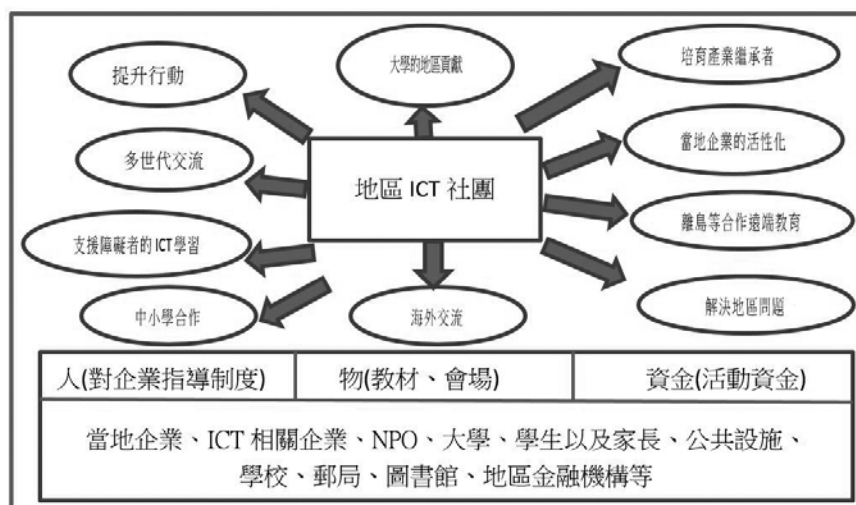 提升行動
大學的地區貢獻
培育產業繼承者
多世代交流
地區 ICT 社團
當地企業的活性化
支援障礙者的 ICT 學習
離島等合作遠端教育
中小學合作
海外交流
解決地區問題
人(對企業指導制度)
物(教材、會場)
資金(活動資金)
當地企業、ICT 相關企業、NPO、大學、學生以及家長、公共設施、
學校、郵局、圖書館、地區金融機構等